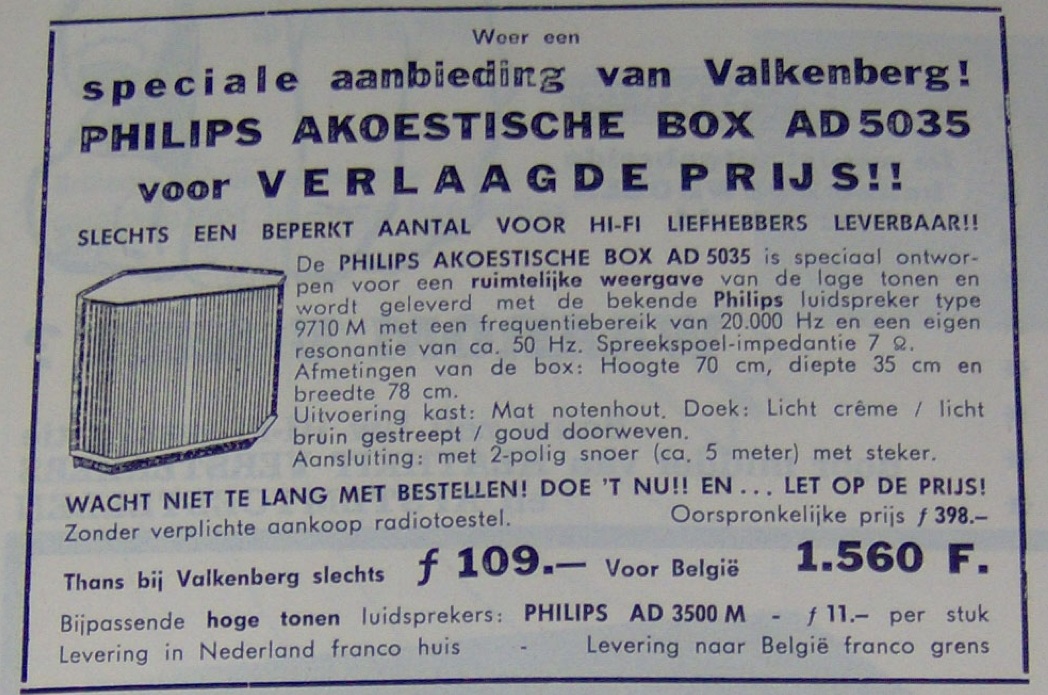 Weer een
speciale aanbieding van Valkenberg!
PHILIPS AKOESTISCHE BOX AD 5035
voor VERLAAGDE PRIJS!!
SLECHTS EEN BEPERKT AANTAL VOOR HI-FI LIEFHEBBERS LEVERBAAR!!
De PHILIPS AKOESTISCHE BOX AD 5035 is speciaal ontwor-
pen voor een ruimtelijke weergave van de lage tonen en
wordt geleverd met de bekende Philips luidspreker type
9710 M met een frequentiebereik van 20.000 Hz en een eigen
resonantie van ca. 50 Hz. Spreekspoel-impedantie 7 Ω.
Afmetingen van de box: Hoogte 70 cm, diepte 35 cm en
breedte 78 cm.
Uitvoering kast: Mat notenhout. Doek: Licht crême / licht
bruin gestreept / goud doorweven.
Aansluiting: met 2-polig snoer (ca. 5 meter) met steker.
WACHT NIET TE LANG MET BESTELLEN! DOE 'T NU!! EN ... LET OP DE PRIJS!
Zonder verplichte aankoop radiotoestel. Oorspronkelijke prijs ƒ 398.–
Thans bij Valkenberg slechts ƒ 109.— Voor België 1.560 F.
Bijpassende hoge tonen luidsprekers: PHILIPS AD 3500 M - ƒ 11.– per stuk
Levering in Nederland franco huis - Levering naar België franco grens